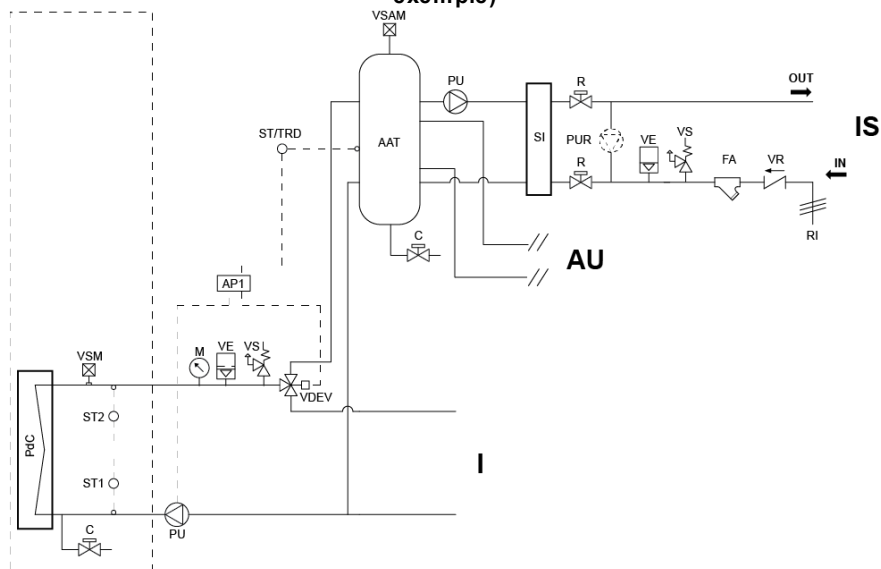 exemple)
VSAM
PU
R
OUT
IS
ST/TRD
AAT
SI
PUR
VE
VS
FA
VR
IN
R
RI
C
AU
AP1
M
VE
VS
VSM
VDEV
ST2
PdC
I
ST1
C
PU